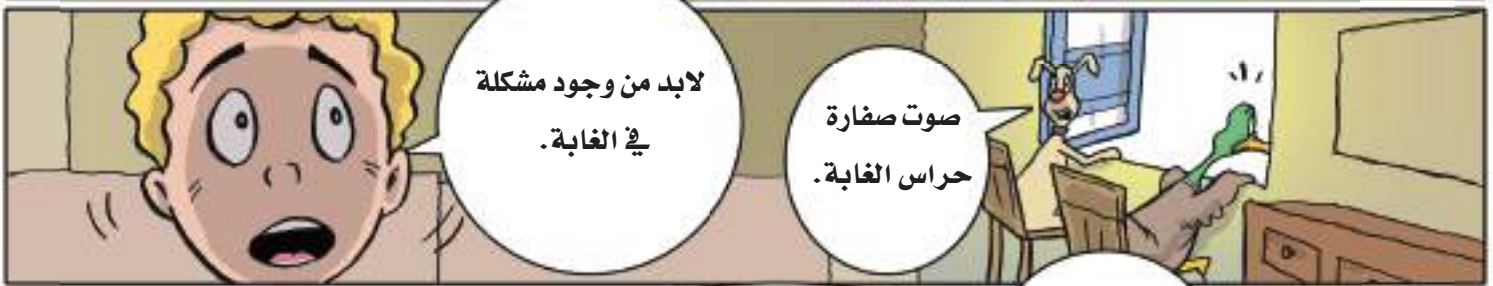 صوت صفارة
حراس الغابة.
لابد من وجود مشكلة
في الغابة.